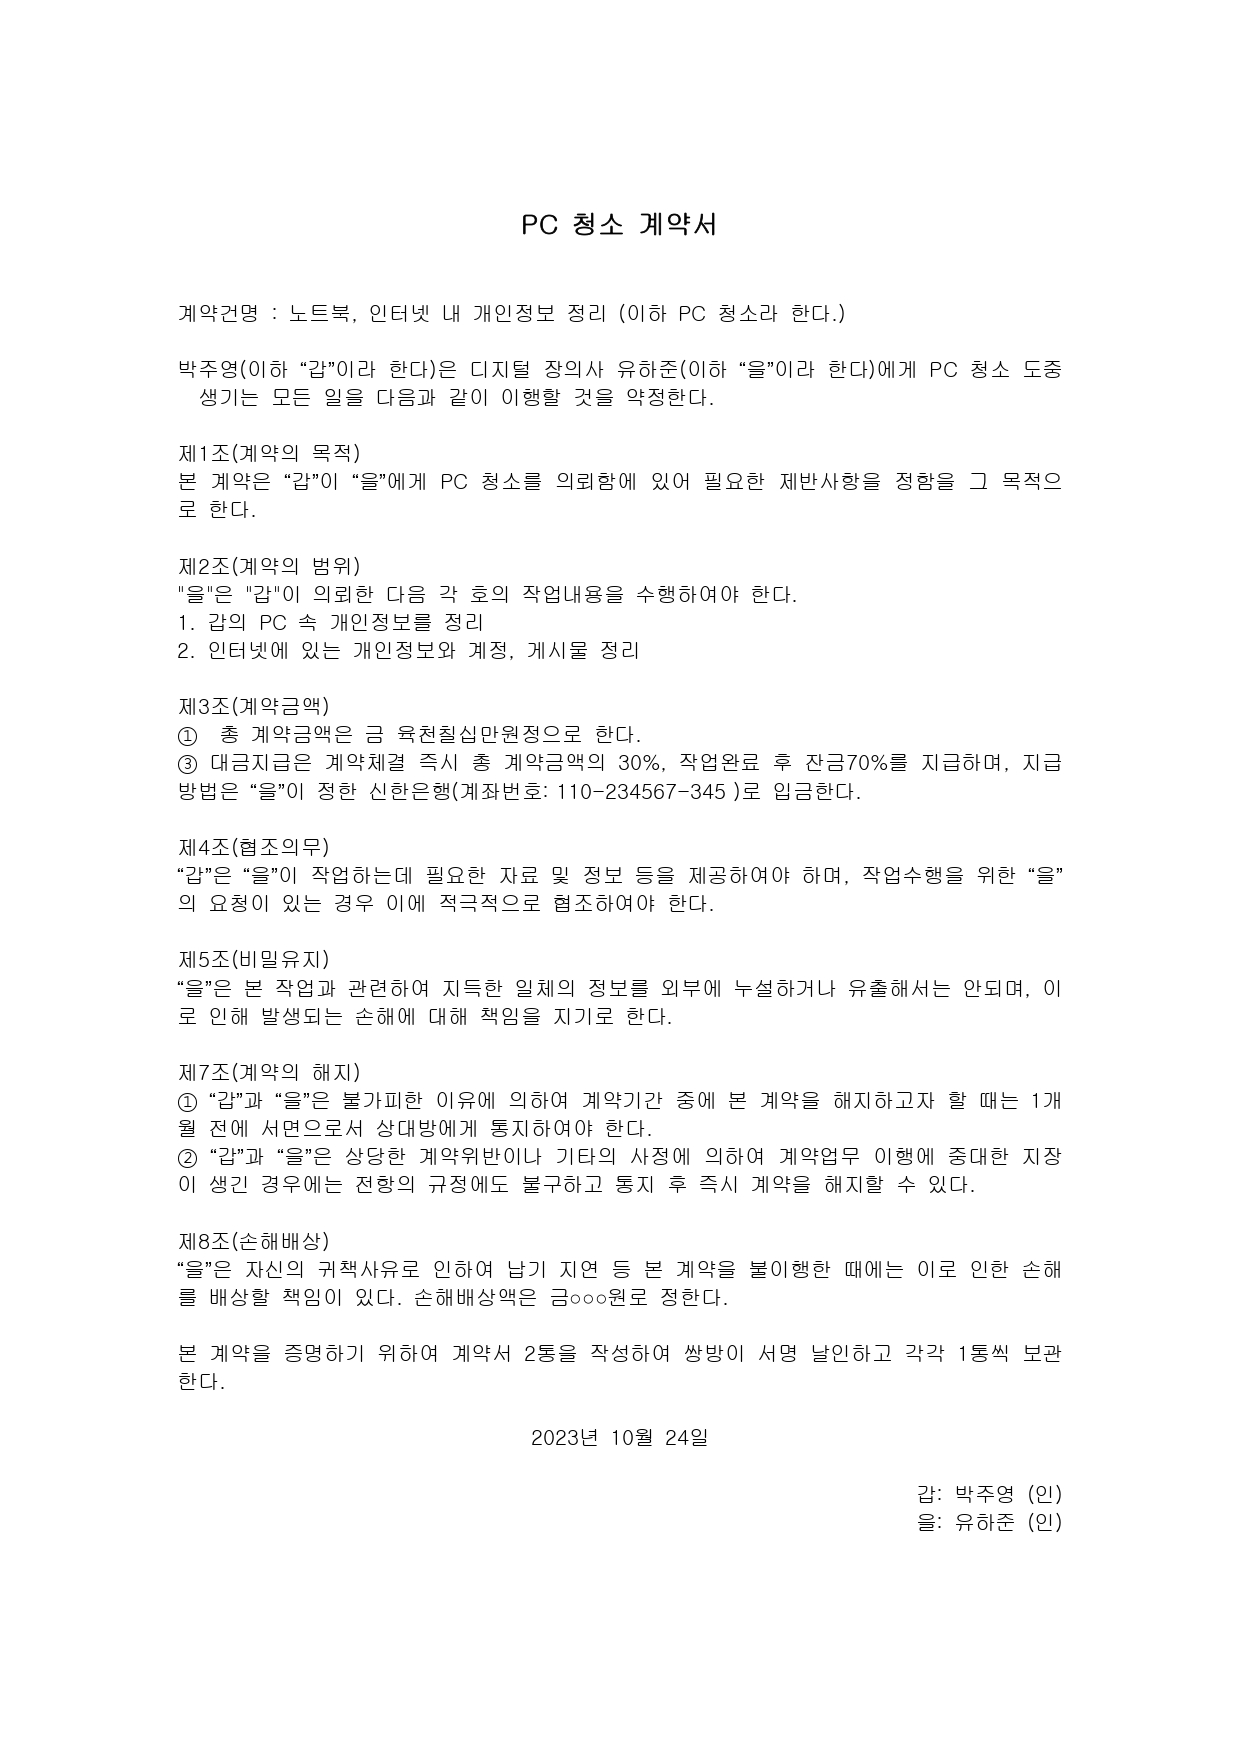 PC 청소 계약서
계약건명 : 노트북, 인터넷 내 개인정보 정리 (이하 PC 청소라 한다.)
박주영(이하 “갑”이라 한다)은 디지털 장의사 유하준(이하 “을”이라 한다)에게 PC 청소 도중
생기는 모든 일을 다음과 같이 이행할 것을 약정한다.
제1조(계약의 목적)
본 계약은 “갑”이 “을”에게 PC 청소를 의뢰함에 있어 필요한 제반사항을 정함을 그 목적으
로 한다.
제2조(계약의 범위)
"을"은 "갑"이 의뢰한 다음 각 호의 작업내용을 수행하여야 한다.
1. 갑의 PC 속 개인정보를 정리
2. 인터넷에 있는 개인정보와 계정, 게시물 정리
제3조(계약금액)
① 총 계약금액은 금 육천칠십만원정으로 한다.
③ 대금지급은 계약체결 즉시 총 계약금액의 30%, 작업완료 후 잔금70%를 지급하며, 지급
방법은 “을”이 정한 신한은행(계좌번호: 110-234567-345 )로 입금한다.
제4조(협조의무)
“갑”은 “을”이 작업하는데 필요한 자료 및 정보 등을 제공하여야 하며, 작업수행을 위한 “을”
의 요청이 있는 경우 이에 적극적으로 협조하여야 한다.
제5조(비밀유지)
“을”은 본 작업과 관련하여 지득한 일체의 정보를 외부에 누설하거나 유출해서는 안되며, 이
로 인해 발생되는 손해에 대해 책임을 지기로 한다.
제7조(계약의 해지)
① “갑”과 “을”은 불가피한 이유에 의하여 계약기간 중에 본 계약을 해지하고자 할 때는 1개
월 전에 서면으로서 상대방에게 통지하여야 한다.
② “갑”과 “을”은 상당한 계약위반이나 기타의 사정에 의하여 계약업무 이행에 중대한 지장
이 생긴 경우에는 전항의 규정에도 불구하고 통지 후 즉시 계약을 해지할 수 있다.
제8조(손해배상)
“을”은 자신의 귀책사유로 인하여 납기 지연 등 본 계약을 불이행한 때에는 이로 인한 손해
를 배상할 책임이 있다. 손해배상액은 금○○○원로 정한다.
본 계약을 증명하기 위하여 계약서 2통을 작성하여 쌍방이 서명 날인하고 각각 1통씩 보관
한다.
2023년 10월 24일
갑: 박주영 (인)
을: 유하준 (인)